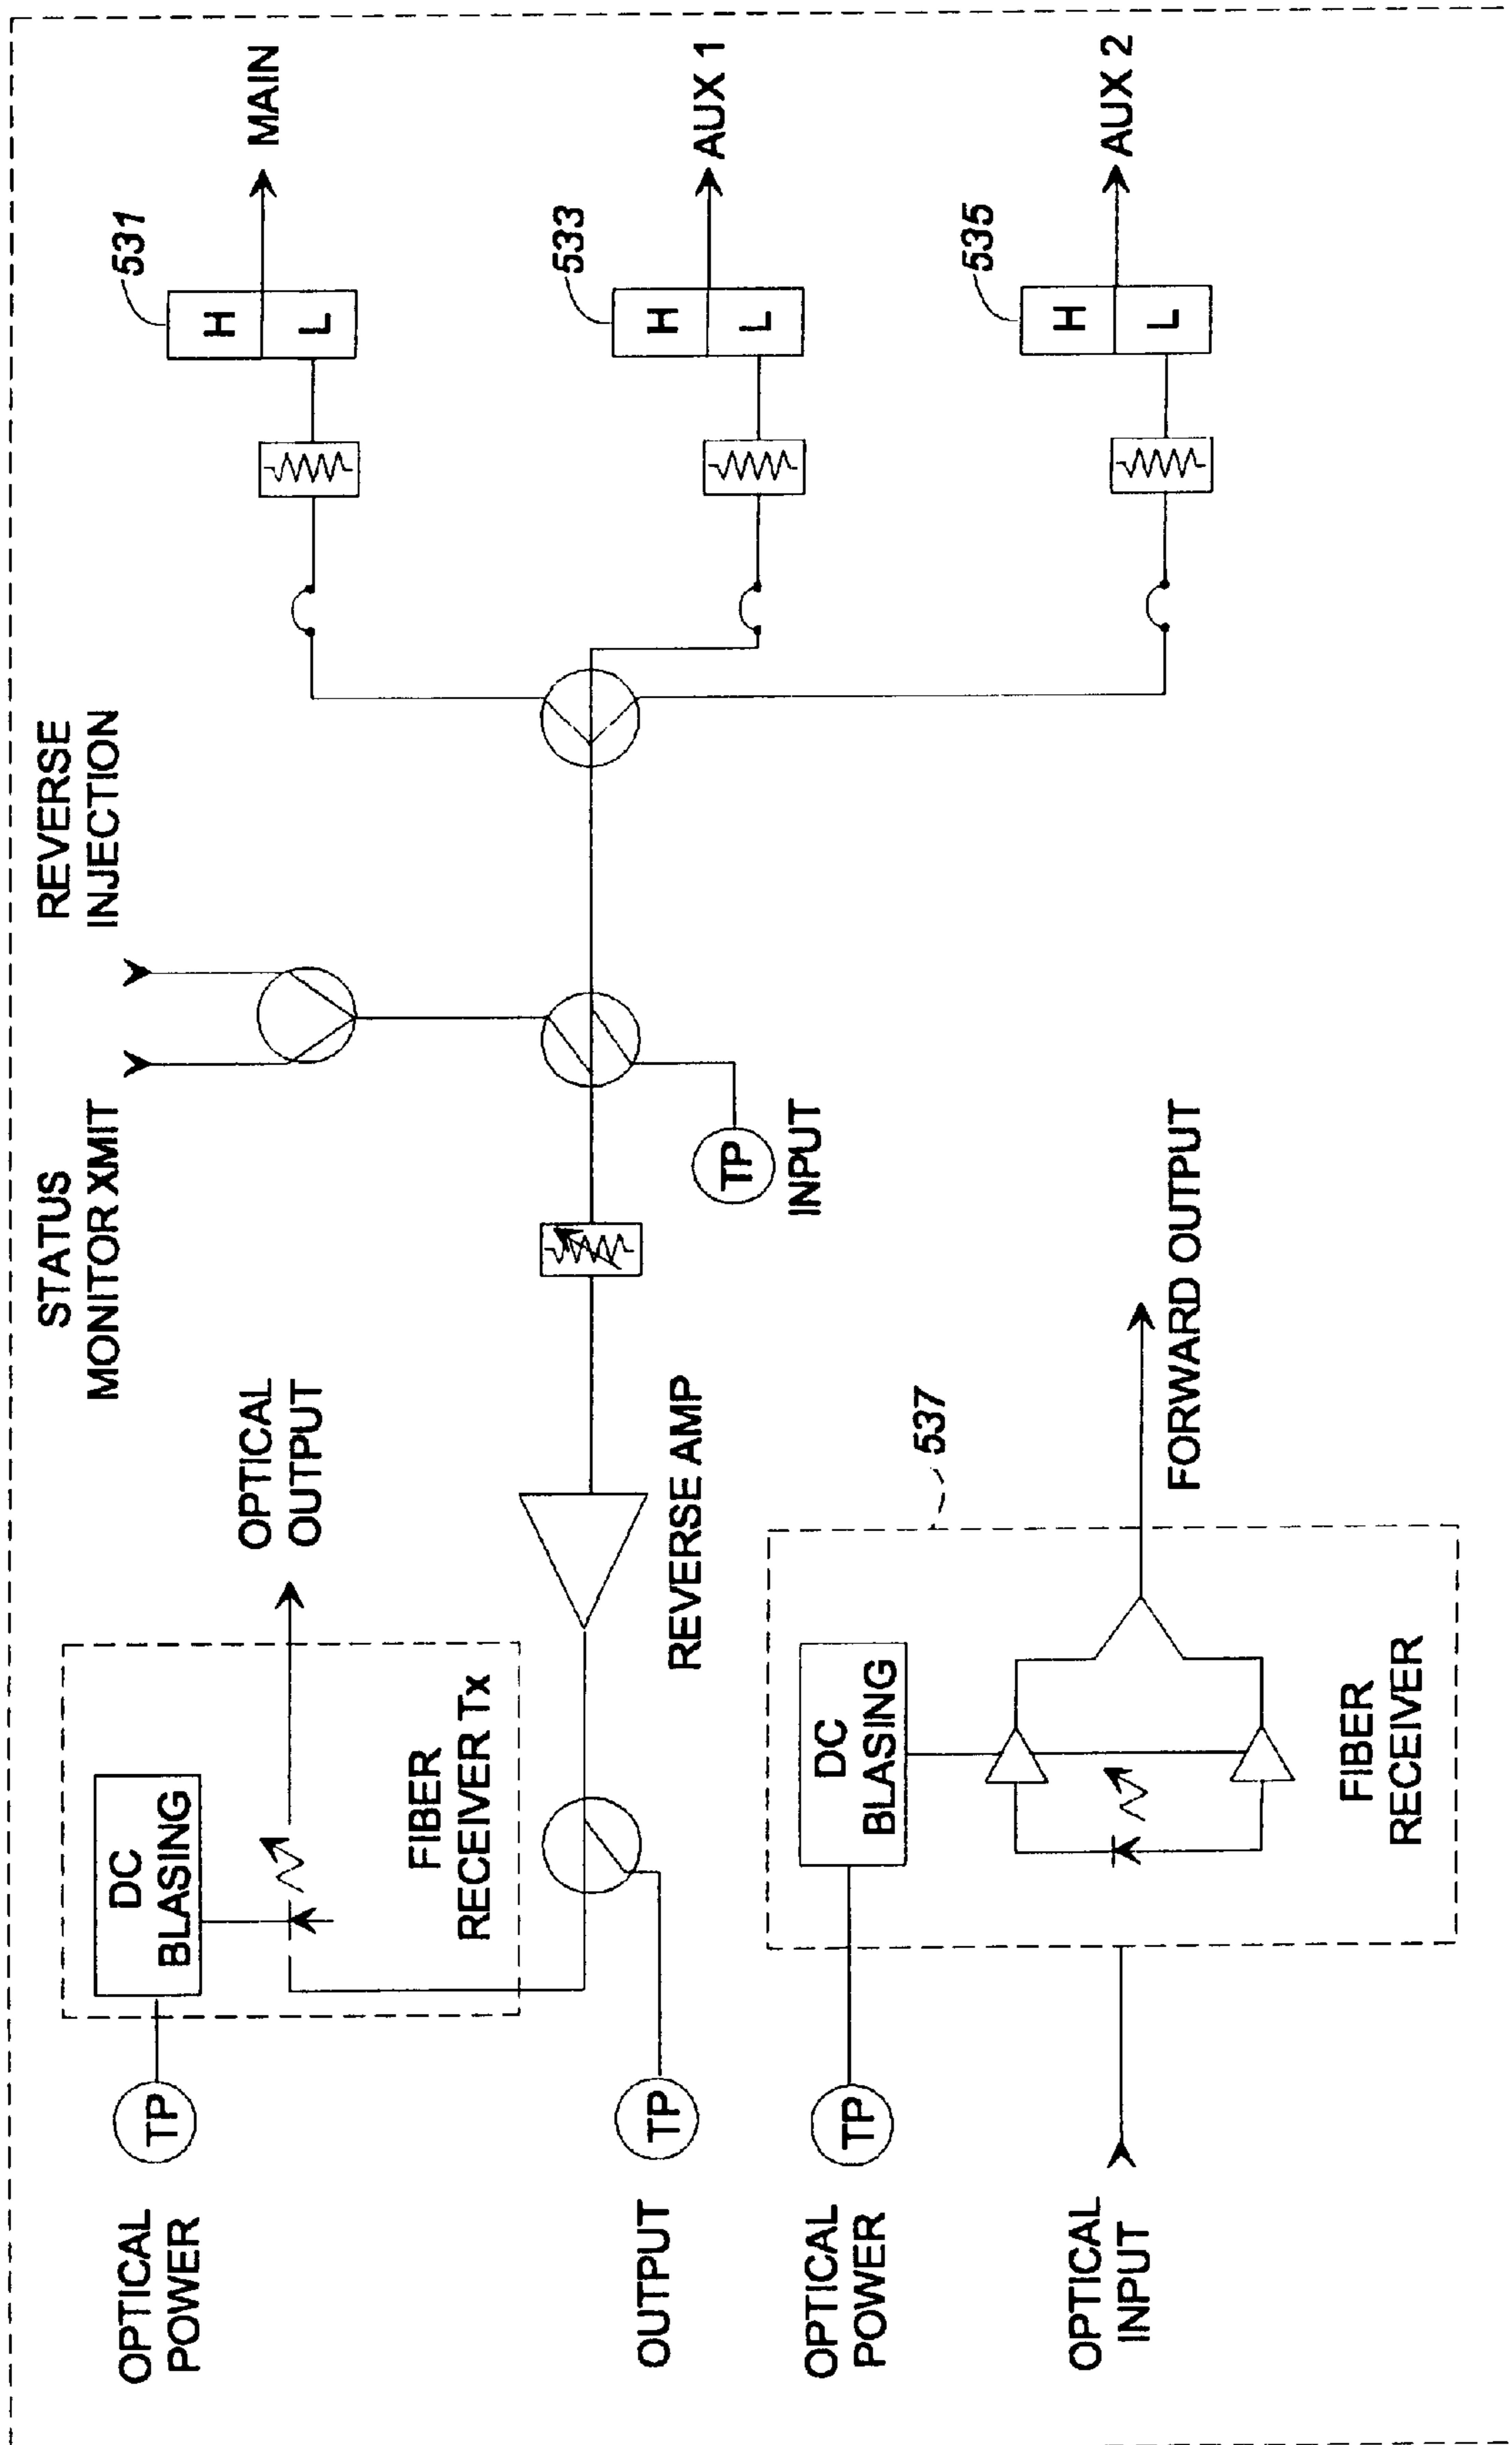 OPTICAL
POWER
TP
DC
BLASING
FIBER
RECEIVER Tx
OPTICAL
OUTPUT
STATUS
MONITOR XMIT
REVERSE
INJECTION
531
H
L
MAIN
OUTPUT
TP
REVERSE AMP
TP
INPUT
533
H
L
AUX 1
535
H
L
AUX 2
OPTICAL
POWER
TP
DC
BLASING
537
FIBER
RECEIVER
OPTICAL
INPUT
FORWARD OUTPUT